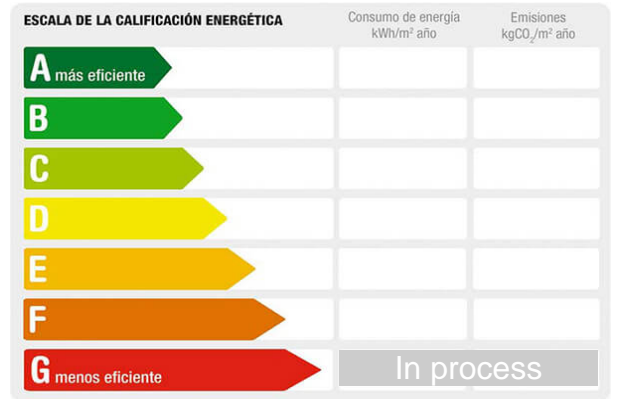 ESCALA DE LA CALIFICACIÓN ENERGÉTICA
Consumo de energía
kWh/m² año
Emisiones
kgCO₂/m² año
A más eficiente
B
C
D
E
F
G menos eficiente
In process